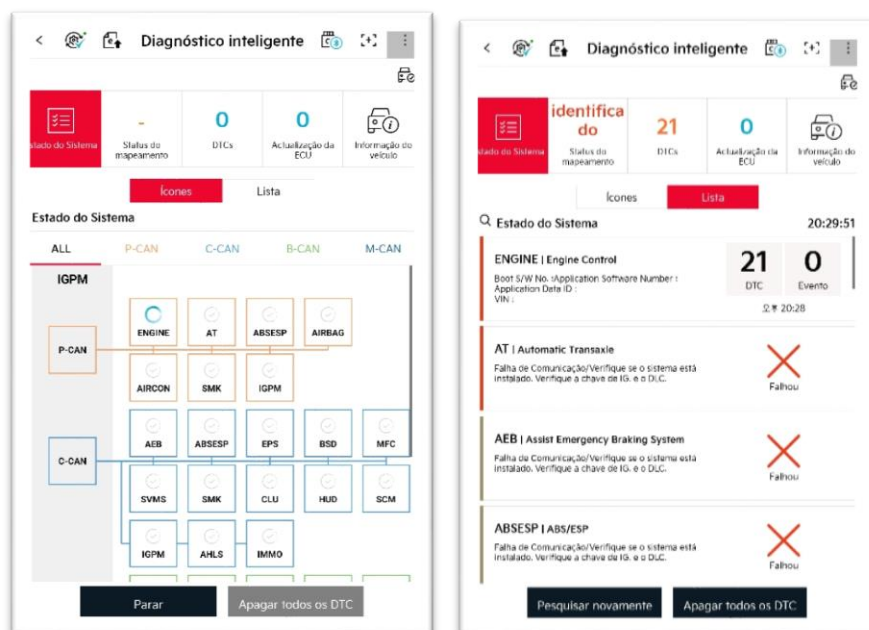 Diagnóstico inteligente
stado do Sistema
-
Status do
mapeamento
0
DTCs
0
Actualização da
ECU
Informação do
veículo
Ícones
Lista
Estado do Sistema
ALL
P-CAN
C-CAN
B-CAN
M-CAN
IGPM
P-CAN
ENGINE
AT
ABSESP
AIRBAG
AIRCON
SMK
IGPM
C-CAN
AEB
ABSESP
EPS
BSD
MFC
SVMS
SMK
CLU
HUD
SCM
IGPM
AHLS
IMMO
Parar
Apagar todos os DTC
Diagnóstico inteligente
stado do Sistema
identifica
do
Status do
mapeamento
21
DTCs
0
Actualização da
ECU
Informação do
veículo
Ícones
Lista
Estado do Sistema
20:29:51
ENGINE | Engine Control
Boot S/W No. :Application Software Number :
Application Data ID :
VIN :
21
DTC
0
Evento
오후 20:28
AT | Automatic Transaxle
Falha de Comunicação/Verifique se o sistema está
instalado. Verifique a chave de IG. e o DLC.
Falhou
AEB | Assist Emergency Braking System
Falha de Comunicação/Verifique se o sistema está
instalado. Verifique a chave de IG. e o DLC.
Falhou
ABSESP | ABS/ESP
Falha de Comunicação/Verifique se o sistema está
instalado. Verifique a chave de IG. e o DLC.
Falhou
Pesquisar novamente
Apagar todos os DTC